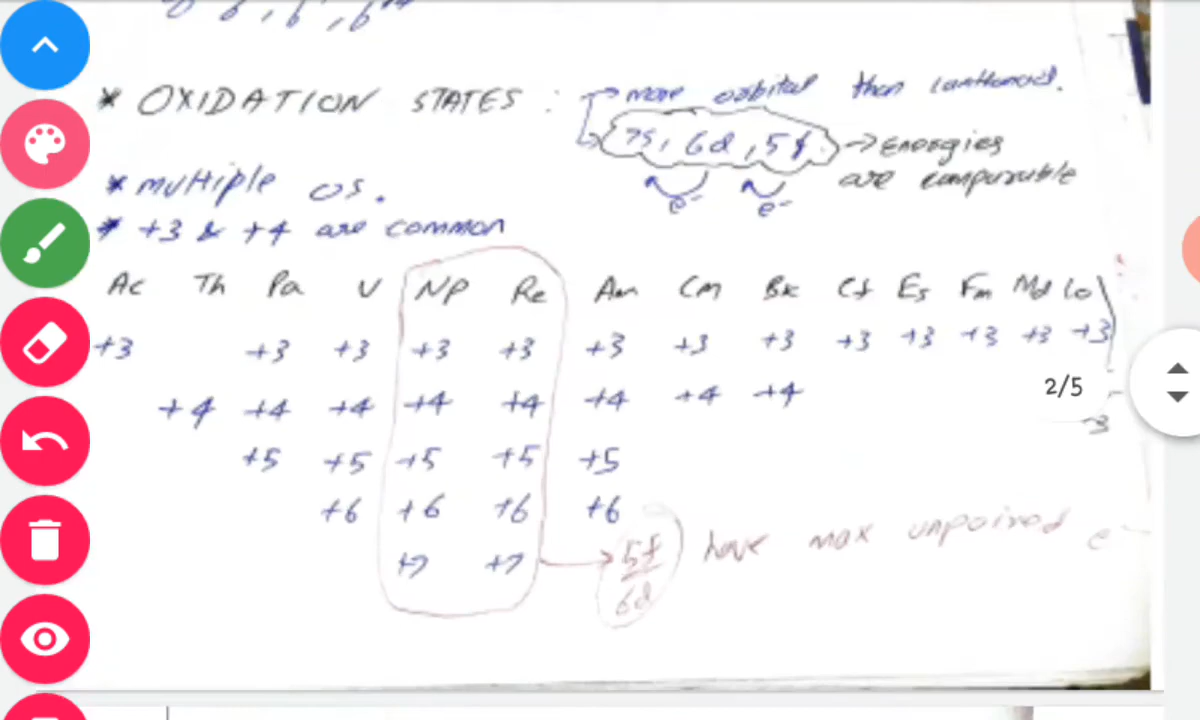 * OXIDATION STATES :
more orbital than lanthanoid.
7s, 6d, 5f → Energies
are comparable
e- e-
* multiple os.
* +3 & +4 are common
Ac Th Pa U Np Re Am Cm Bk Cf Es Fm Md Lo
+3 +3 +3 +3 +3 +3 +3 +3 +3 +3 +3 +3 +3
+4 +4 +4 +4 +4 +4 +4 +4
2/5
+5 +5 +5 +5 +5
+6 +6 +6 +6
+7 +7 → 5f have max unpaired e-
6d